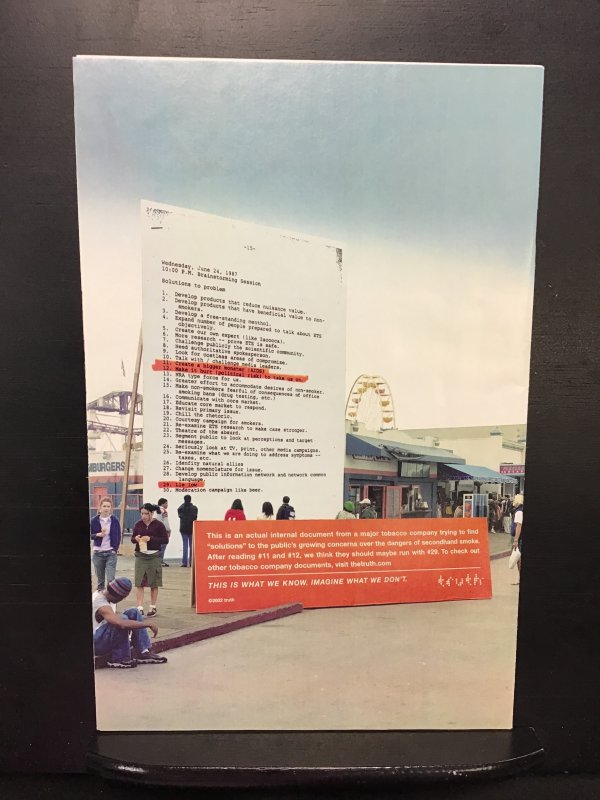 -15-
Wednesday, June 24, 1987
10:00 P.M. Brainstorming Session
Solutions to problem
1. Develop products that reduce nuisance value.
2. Develop products that have beneficial value to non-
smokers.
3. Develop a free-standing menthol.
4. Expand number of people prepared to talk about ETS
objectively.
5. Create our own expert (like Iacocca).
6. More research -- prove ETS is safe.
7. Challenge publicly the scientific community.
8. Seed authoritative spokesperson.
9. Look for costless areas of compromise.
10. Talk with / challenge media leaders.
11. Create a bigger monster (AIDS)
12. Make it hurt (political risk) to take us on.
13. NRA type force for us.
14. Greater effort to accommodate desires of non-smoker.
15. Make non-smokers fearful of consequences of office
smoking bans (drug testing, etc.)
16. Communicate with core market.
17. Educate core market to respond.
18. Revisit primary issue.
19. Chill the rhetoric.
20. Courtesy campaign for smokers.
21. Re-examine ETS research to make case stronger.
22. Theatre of the absurd.
23. Segment public to look at perceptions and target
messages.
24. Seriously look at TV, print, other media campaigns.
25. Re-examine what we are doing to address symptoms --
taxes, etc.
26. Idenfity natural allies
27. Change nomenclature for issue.
28. Develop public information network and network common
language.
29. Lie low
30. Moderation campaign like beer.
MBURGERS
This is an actual internal document from a major tobacco company trying to find
"solutions" to the public's growing concerns over the dangers of secondhand smoke.
After reading #11 and #12, we think they should maybe run with #29. To check out
other tobacco company documents, visit thetruth.com
THIS IS WHAT WE KNOW. IMAGINE WHAT WE DON'T.
©2002 truth